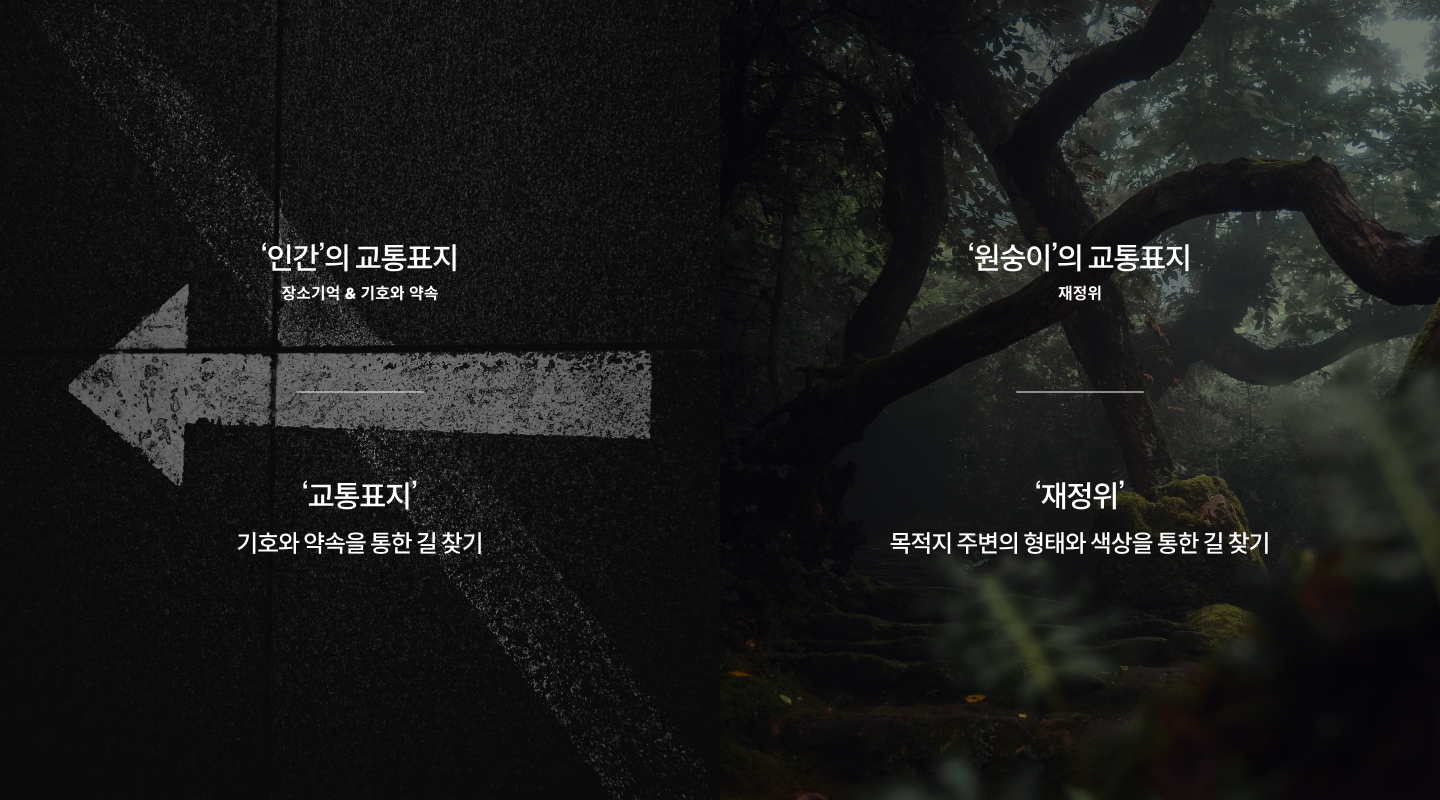 ‘인간’의 교통표지
장소기억 & 기호와 약속
‘교통표지’
기호와 약속을 통한 길 찾기
‘원숭이’의 교통표지
재정위
‘재정위’
목적지 주변의 형태와 색상을 통한 길 찾기